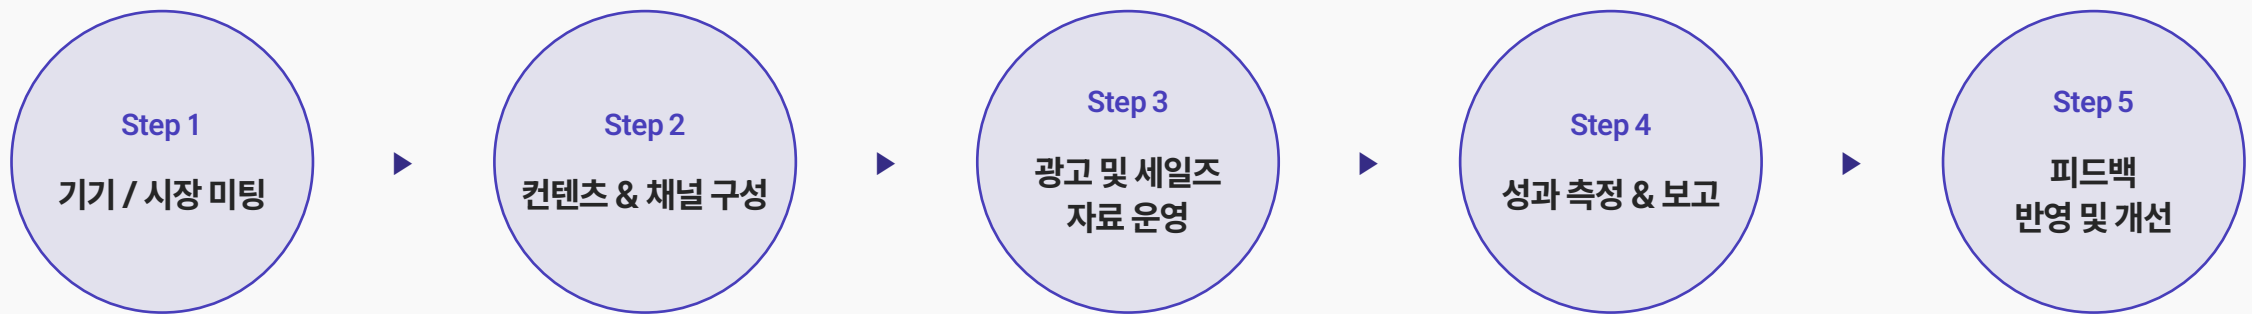 Step 1
기기 / 시장 미팅
Step 2
컨텐츠 & 채널 구성
Step 3
광고 및 세일즈
자료 운영
Step 4
성과 측정 & 보고
Step 5
피드백
반영 및 개선